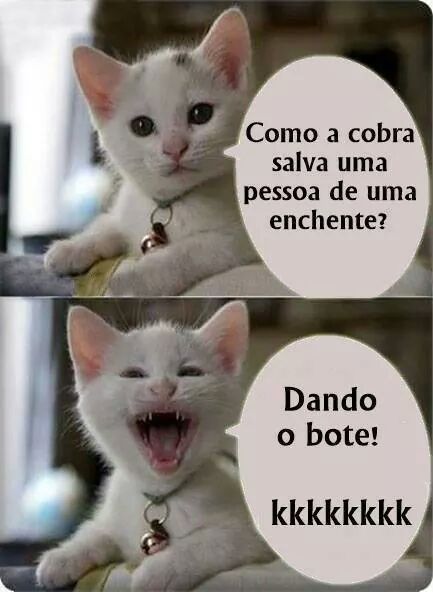 Como a cobra
salva uma
pessoa de uma
enchente?
Dando
o bote!
kkkkkkkk